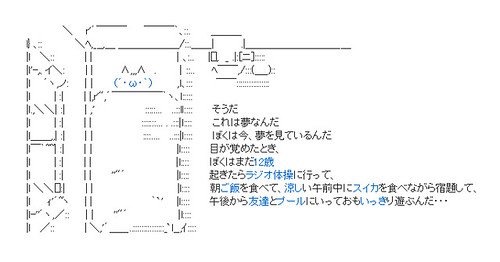 そうだ
これは夢なんだ
ぼくは今、夢を見ているんだ
目が覚めたとき、
ぼくはまだ12歳
起きたらラジオ体操に行って、
朝ご飯を食べて、涼しい午前中にスイカを食べながら宿題して、
午後から友達とプールにいっておもいっきり遊ぶんだ・・・